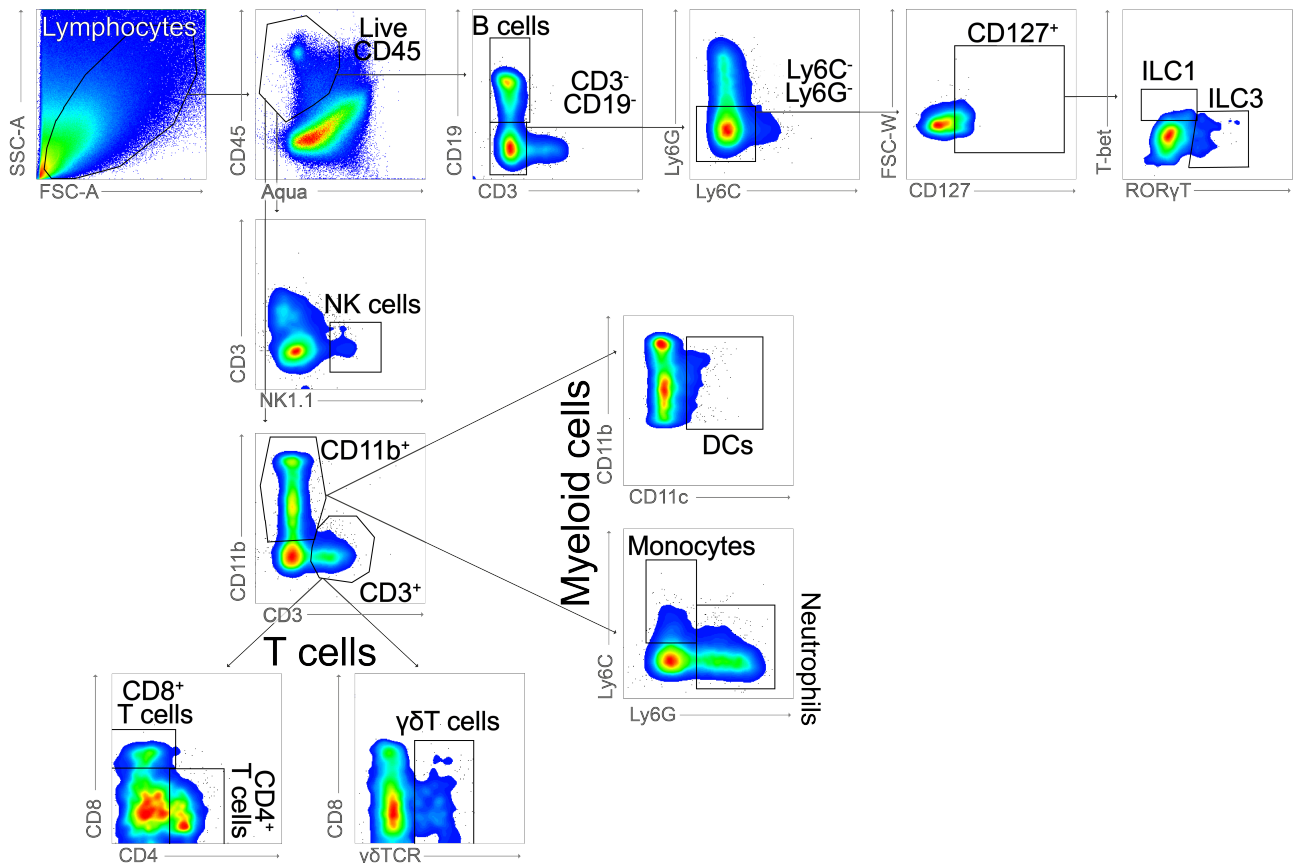 Lymphocytes
SSC-A
FSC-A
Live
CD45
CD45
Aqua
B cells
CD3⁻
CD19⁻
CD19
CD3
Ly6C⁻
Ly6G⁻
Ly6G
Ly6C
CD127⁺
FSC-W
CD127
ILC1
ILC3
T-bet
RORγT
NK cells
CD3
NK1.1
CD11b⁺
CD3⁺
CD11b
CD3
Myeloid cells
DCs
CD11b
CD11c
Monocytes
Neutrophils
Ly6C
Ly6G
T cells
CD8⁺
T cells
CD4⁺
T cells
CD8
CD4
γδT cells
CD8
γδTCR